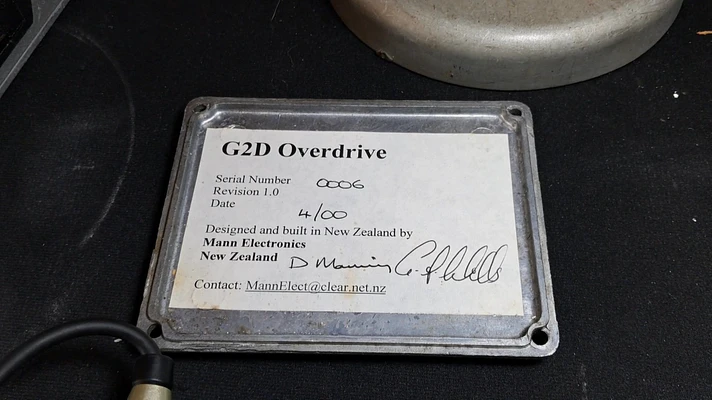 G2D Overdrive
Serial Number 0006
Revision 1.0
Date
4/00
Designed and built in New Zealand by
Mann Electronics
New Zealand D Manning
Contact: MannElect@clear.net.nz